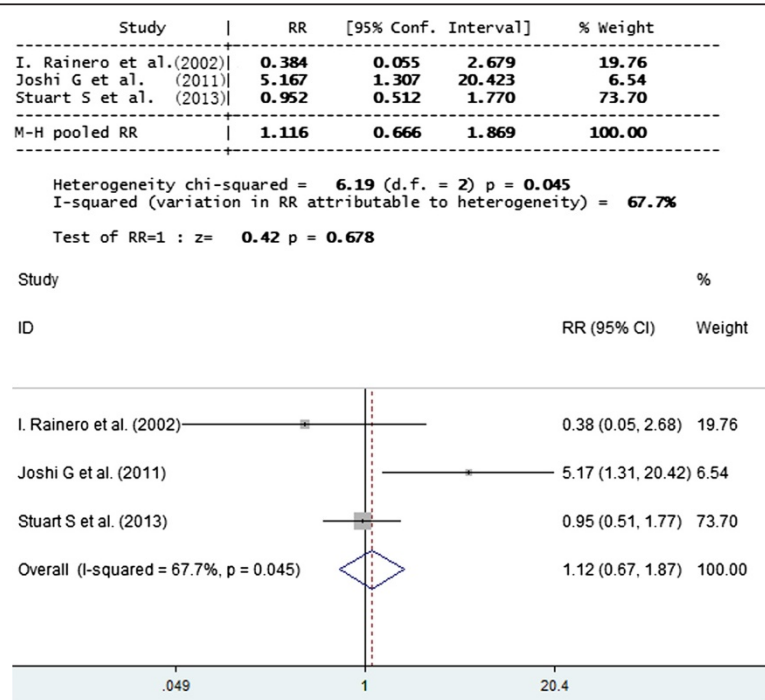 Study | RR [95% Conf. Interval] % Weight
I. Rainero et al.(2002)| 0.384 0.055 2.679 19.76
Joshi G et al. (2011)| 5.167 1.307 20.423 6.54
Stuart S et al. (2013)| 0.952 0.512 1.770 73.70
M-H pooled RR | 1.116 0.666 1.869 100.00
Heterogeneity chi-squared = 6.19 (d.f. = 2) p = 0.045
I-squared (variation in RR attributable to heterogeneity) = 67.7%
Test of RR=1 : z= 0.42 p = 0.678
Study %
ID RR (95% CI) Weight
I. Rainero et al. (2002) 0.38 (0.05, 2.68) 19.76
Joshi G et al. (2011) 5.17 (1.31, 20.42) 6.54
Stuart S et al. (2013) 0.95 (0.51, 1.77) 73.70
Overall (I-squared = 67.7%, p = 0.045) 1.12 (0.67, 1.87) 100.00
.049 1 20.4